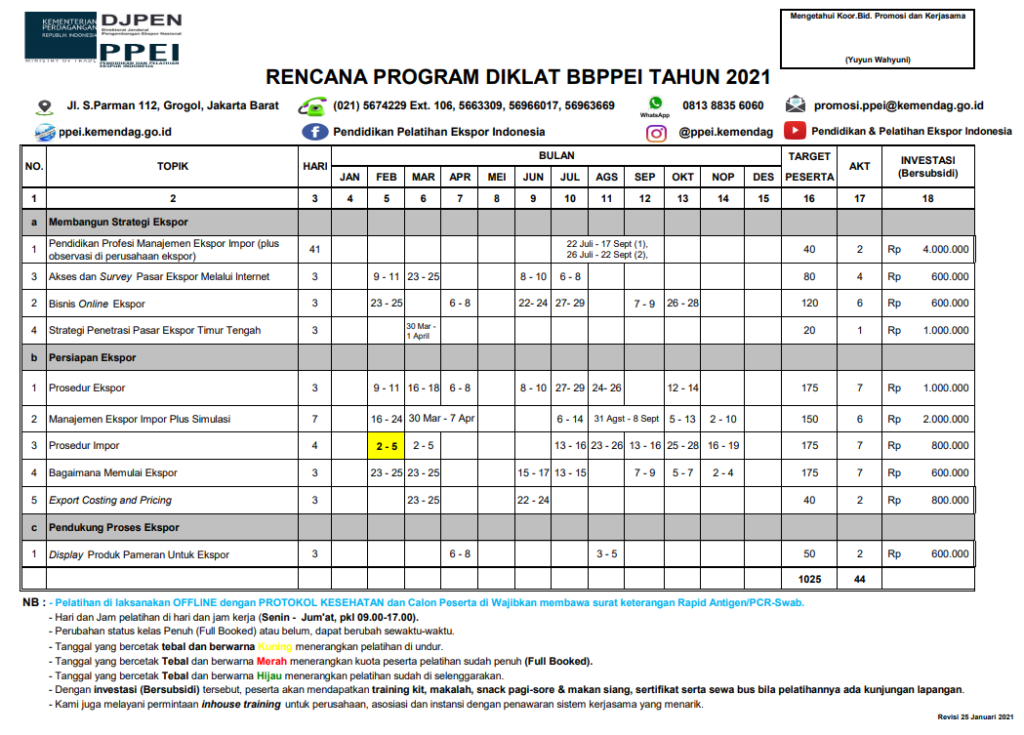 KEMENTERIAN
PERDAGANGAN
REPUBLIK INDONESIA
MINISTRY OF TRADE
DJPEN
Direktorat Jenderal
Pengembangan Ekspor Nasional
PPEI
PENDIDIKAN DAN PELATIHAN
EKSPOR INDONESIA
Mengetahui Koor.Bid. Promosi dan Kerjasama
(Yuyun Wahyuni)
RENCANA PROGRAM DIKLAT BBPPEI TAHUN 2021
Jl. S.Parman 112, Grogol, Jakarta Barat (021) 5674229 Ext. 106, 5663309, 56966017, 56963669 WhatsApp 0813 8835 6060 promosi.ppei@kemendag.go.id
ppei.kemendag.go.id Pendidikan Pelatihan Ekspor Indonesia @ppei.kemendag Pendidikan & Pelatihan Ekspor Indonesia
NO. TOPIK HARI BULAN TARGET PESERTA AKT INVESTASI (Bersubsidi)
JAN FEB MAR APR MEI JUN JUL AGS SEP OKT NOP DES
1 2 3 4 5 6 7 8 9 10 11 12 13 14 15 16 17 18
a Membangun Strategi Ekspor
1 Pendidikan Profesi Manajemen Ekspor Impor (plus observasi di perusahaan ekspor) 41 22 Juli - 17 Sept (1), 26 Juli - 22 Sept (2), 40 2 Rp 4.000.000
3 Akses dan Survey Pasar Ekspor Melalui Internet 3 9 - 11 23 - 25 8 - 10 6 - 8 80 4 Rp 600.000
2 Bisnis Online Ekspor 3 23 - 25 6 - 8 22- 24 27- 29 7 - 9 26 - 28 120 6 Rp 600.000
4 Strategi Penetrasi Pasar Ekspor Timur Tengah 3 30 Mar - 1 April 20 1 Rp 1.000.000
b Persiapan Ekspor
1 Prosedur Ekspor 3 9 - 11 16 - 18 6 - 8 8 - 10 27- 29 24- 26 12 - 14 175 7 Rp 1.000.000
2 Manajemen Ekspor Impor Plus Simulasi 7 16 - 24 30 Mar - 7 Apr 6 - 14 31 Agst - 8 Sept 5 - 13 2 - 10 150 6 Rp 2.000.000
3 Prosedur Impor 4 2 - 5 2 - 5 13 - 16 23 - 26 13 - 16 25 - 28 16 - 19 175 7 Rp 800.000
4 Bagaimana Memulai Ekspor 3 23 - 25 23 - 25 15 - 17 13 - 15 7 - 9 5 - 7 2 - 4 175 7 Rp 600.000
5 Export Costing and Pricing 3 23 - 25 22 - 24 40 2 Rp 800.000
c Pendukung Proses Ekspor
1 Display Produk Pameran Untuk Ekspor 3 6 - 8 3 - 5 50 2 Rp 600.000
1025 44
NB : - Pelatihan di laksanakan OFFLINE dengan PROTOKOL KESEHATAN dan Calon Peserta di Wajibkan membawa surat keterangan Rapid Antigen/PCR-Swab.
- Hari dan Jam pelatihan di hari dan jam kerja (Senin - Jum'at, pkl 09.00-17.00).
- Perubahan status kelas Penuh (Full Booked) atau belum, dapat berubah sewaktu-waktu.
- Tanggal yang bercetak tebal dan berwarna Kuning menerangkan pelatihan di undur.
- Tanggal yang bercetak Tebal dan berwarna Merah menerangkan kuota peserta pelatihan sudah penuh (Full Booked).
- Tanggal yang bercetak Tebal dan berwarna Hijau menerangkan pelatihan sudah di selenggarakan.
- Dengan investasi (Bersubsidi) tersebut, peserta akan mendapatkan training kit, makalah, snack pagi-sore & makan siang, sertifikat serta sewa bus bila pelatihannya ada kunjungan lapangan.
- Kami juga melayani permintaan inhouse training untuk perusahaan, asosiasi dan instansi dengan penawaran sistem kerjasama yang menarik.
Revisi 25 Januari 2021